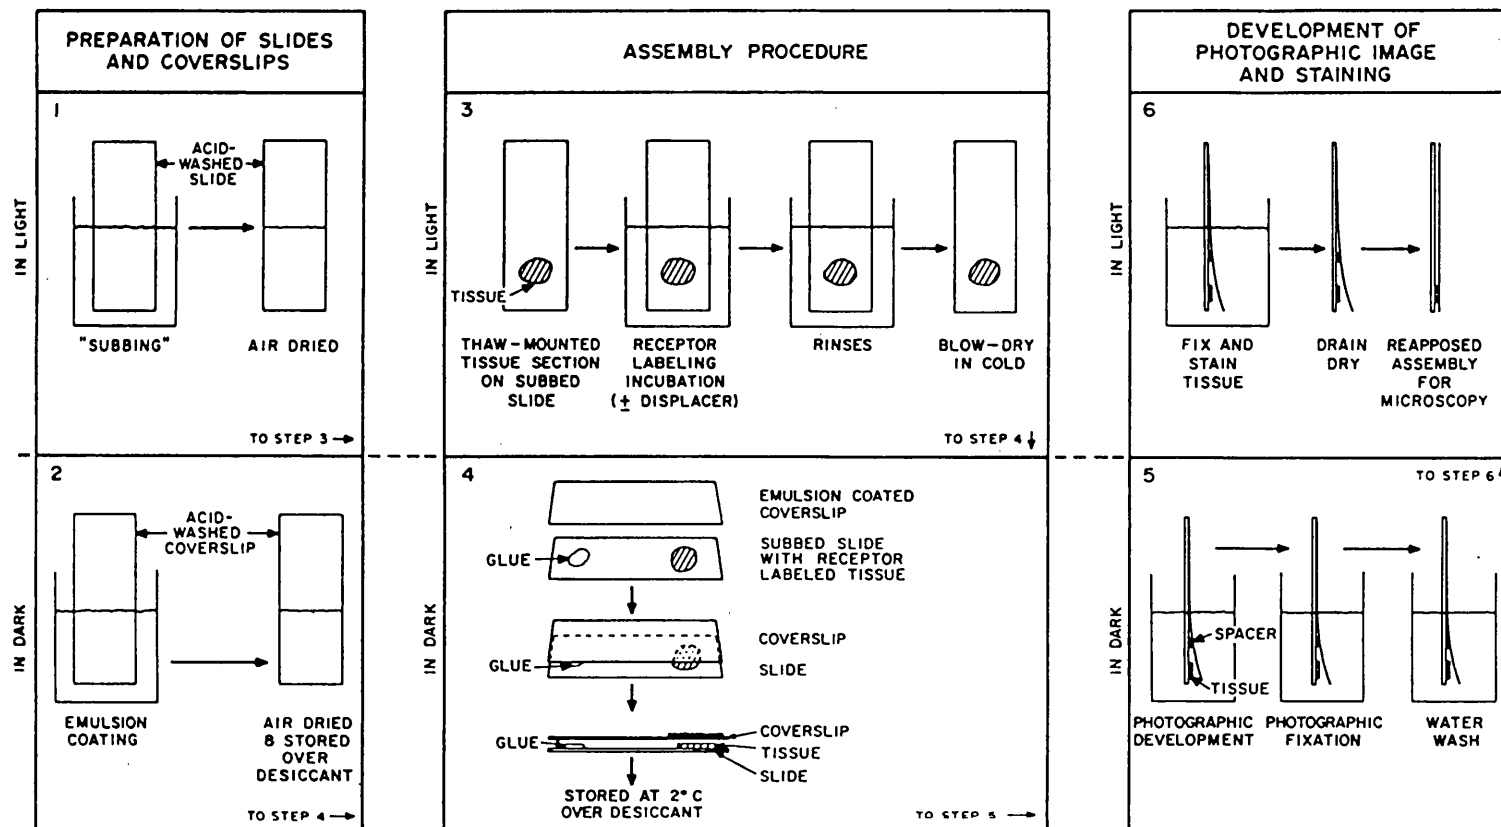 PREPARATION OF SLIDES
AND COVERSLIPS
IN LIGHT
1
ACID-
WASHED
SLIDE
"SUBBING"
AIR DRIED
TO STEP 3 →
IN DARK
2
ACID-
WASHED
COVERSLIP
EMULSION
COATING
AIR DRIED
8 STORED
OVER
DESICCANT
TO STEP 4 →
ASSEMBLY PROCEDURE
IN LIGHT
3
TISSUE
THAW-MOUNTED
TISSUE SECTION
ON SUBBED
SLIDE
RECEPTOR
LABELING
INCUBATION
(± DISPLACER)
RINSES
BLOW-DRY
IN COLD
TO STEP 4 ↓
IN DARK
4
EMULSION COATED
COVERSLIP
GLUE
SUBBED SLIDE
WITH RECEPTOR
LABELED TISSUE
COVERSLIP
GLUE
SLIDE
COVERSLIP
GLUE
TISSUE
SLIDE
STORED AT 2° C
OVER DESICCANT
TO STEP 5 →
DEVELOPMENT OF
PHOTOGRAPHIC IMAGE
AND STAINING
IN LIGHT
6
FIX AND
STAIN
TISSUE
DRAIN
DRY
REAPPOSED
ASSEMBLY
FOR
MICROSCOPY
IN DARK
5
TO STEP 6
SPACER
TISSUE
PHOTOGRAPHIC
DEVELOPMENT
PHOTOGRAPHIC
FIXATION
WATER
WASH